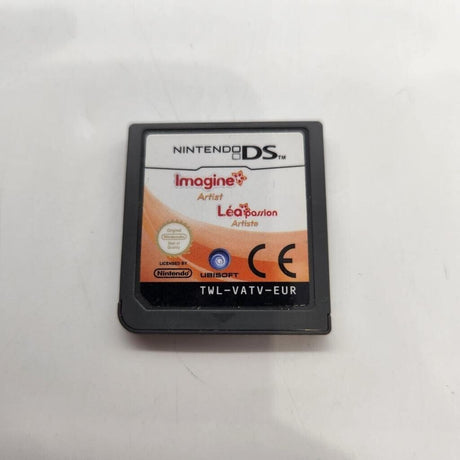 NINTENDO DS™
Imagine
Artist
Léa passion
Artiste
Original
Nintendo
Seal of
Quality
LICENSED BY
Nintendo
UBISOFT
CE
TWL-VATV-EUR